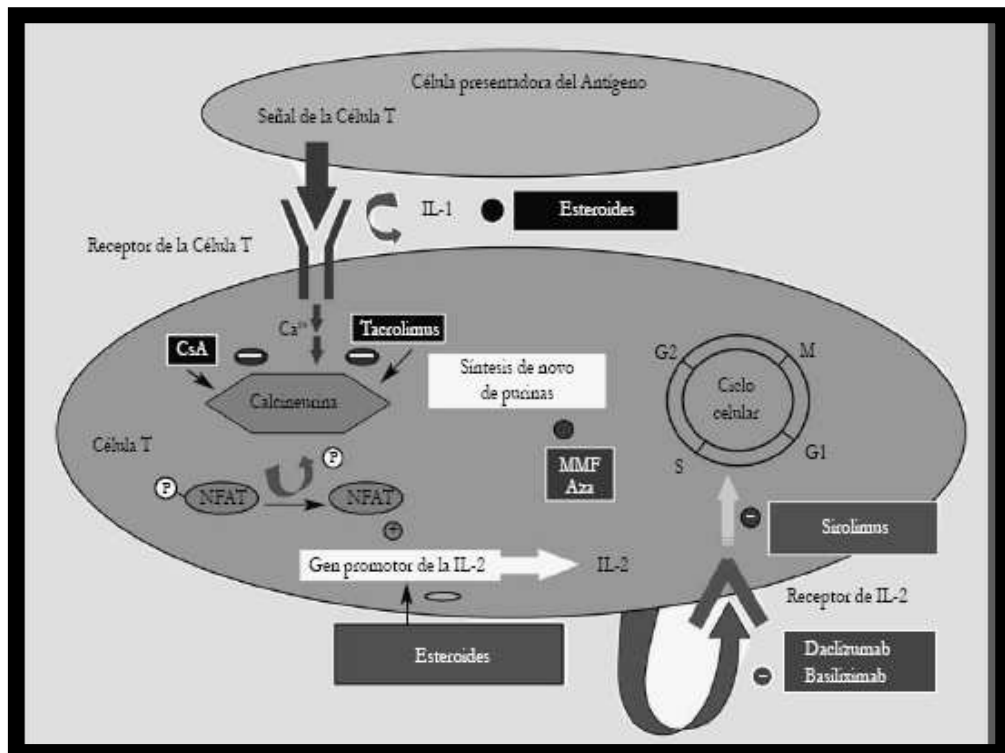 Célula presentadora del Antígeno
Señal de la Célula T
IL-1
Esteroides
Receptor de la Célula T
Ca²⁺
Tacrolimus
CsA
Calcineurina
Síntesis de novo
de purinas
G2
M
Ciclo
celular
S
G1
Célula T
P
P
NFAT
NFAT
MMF
Aza
+
Gen promotor de la IL-2
IL-2
Sirolimus
Receptor de IL-2
Esteroides
Daclizumab
Basiliximab